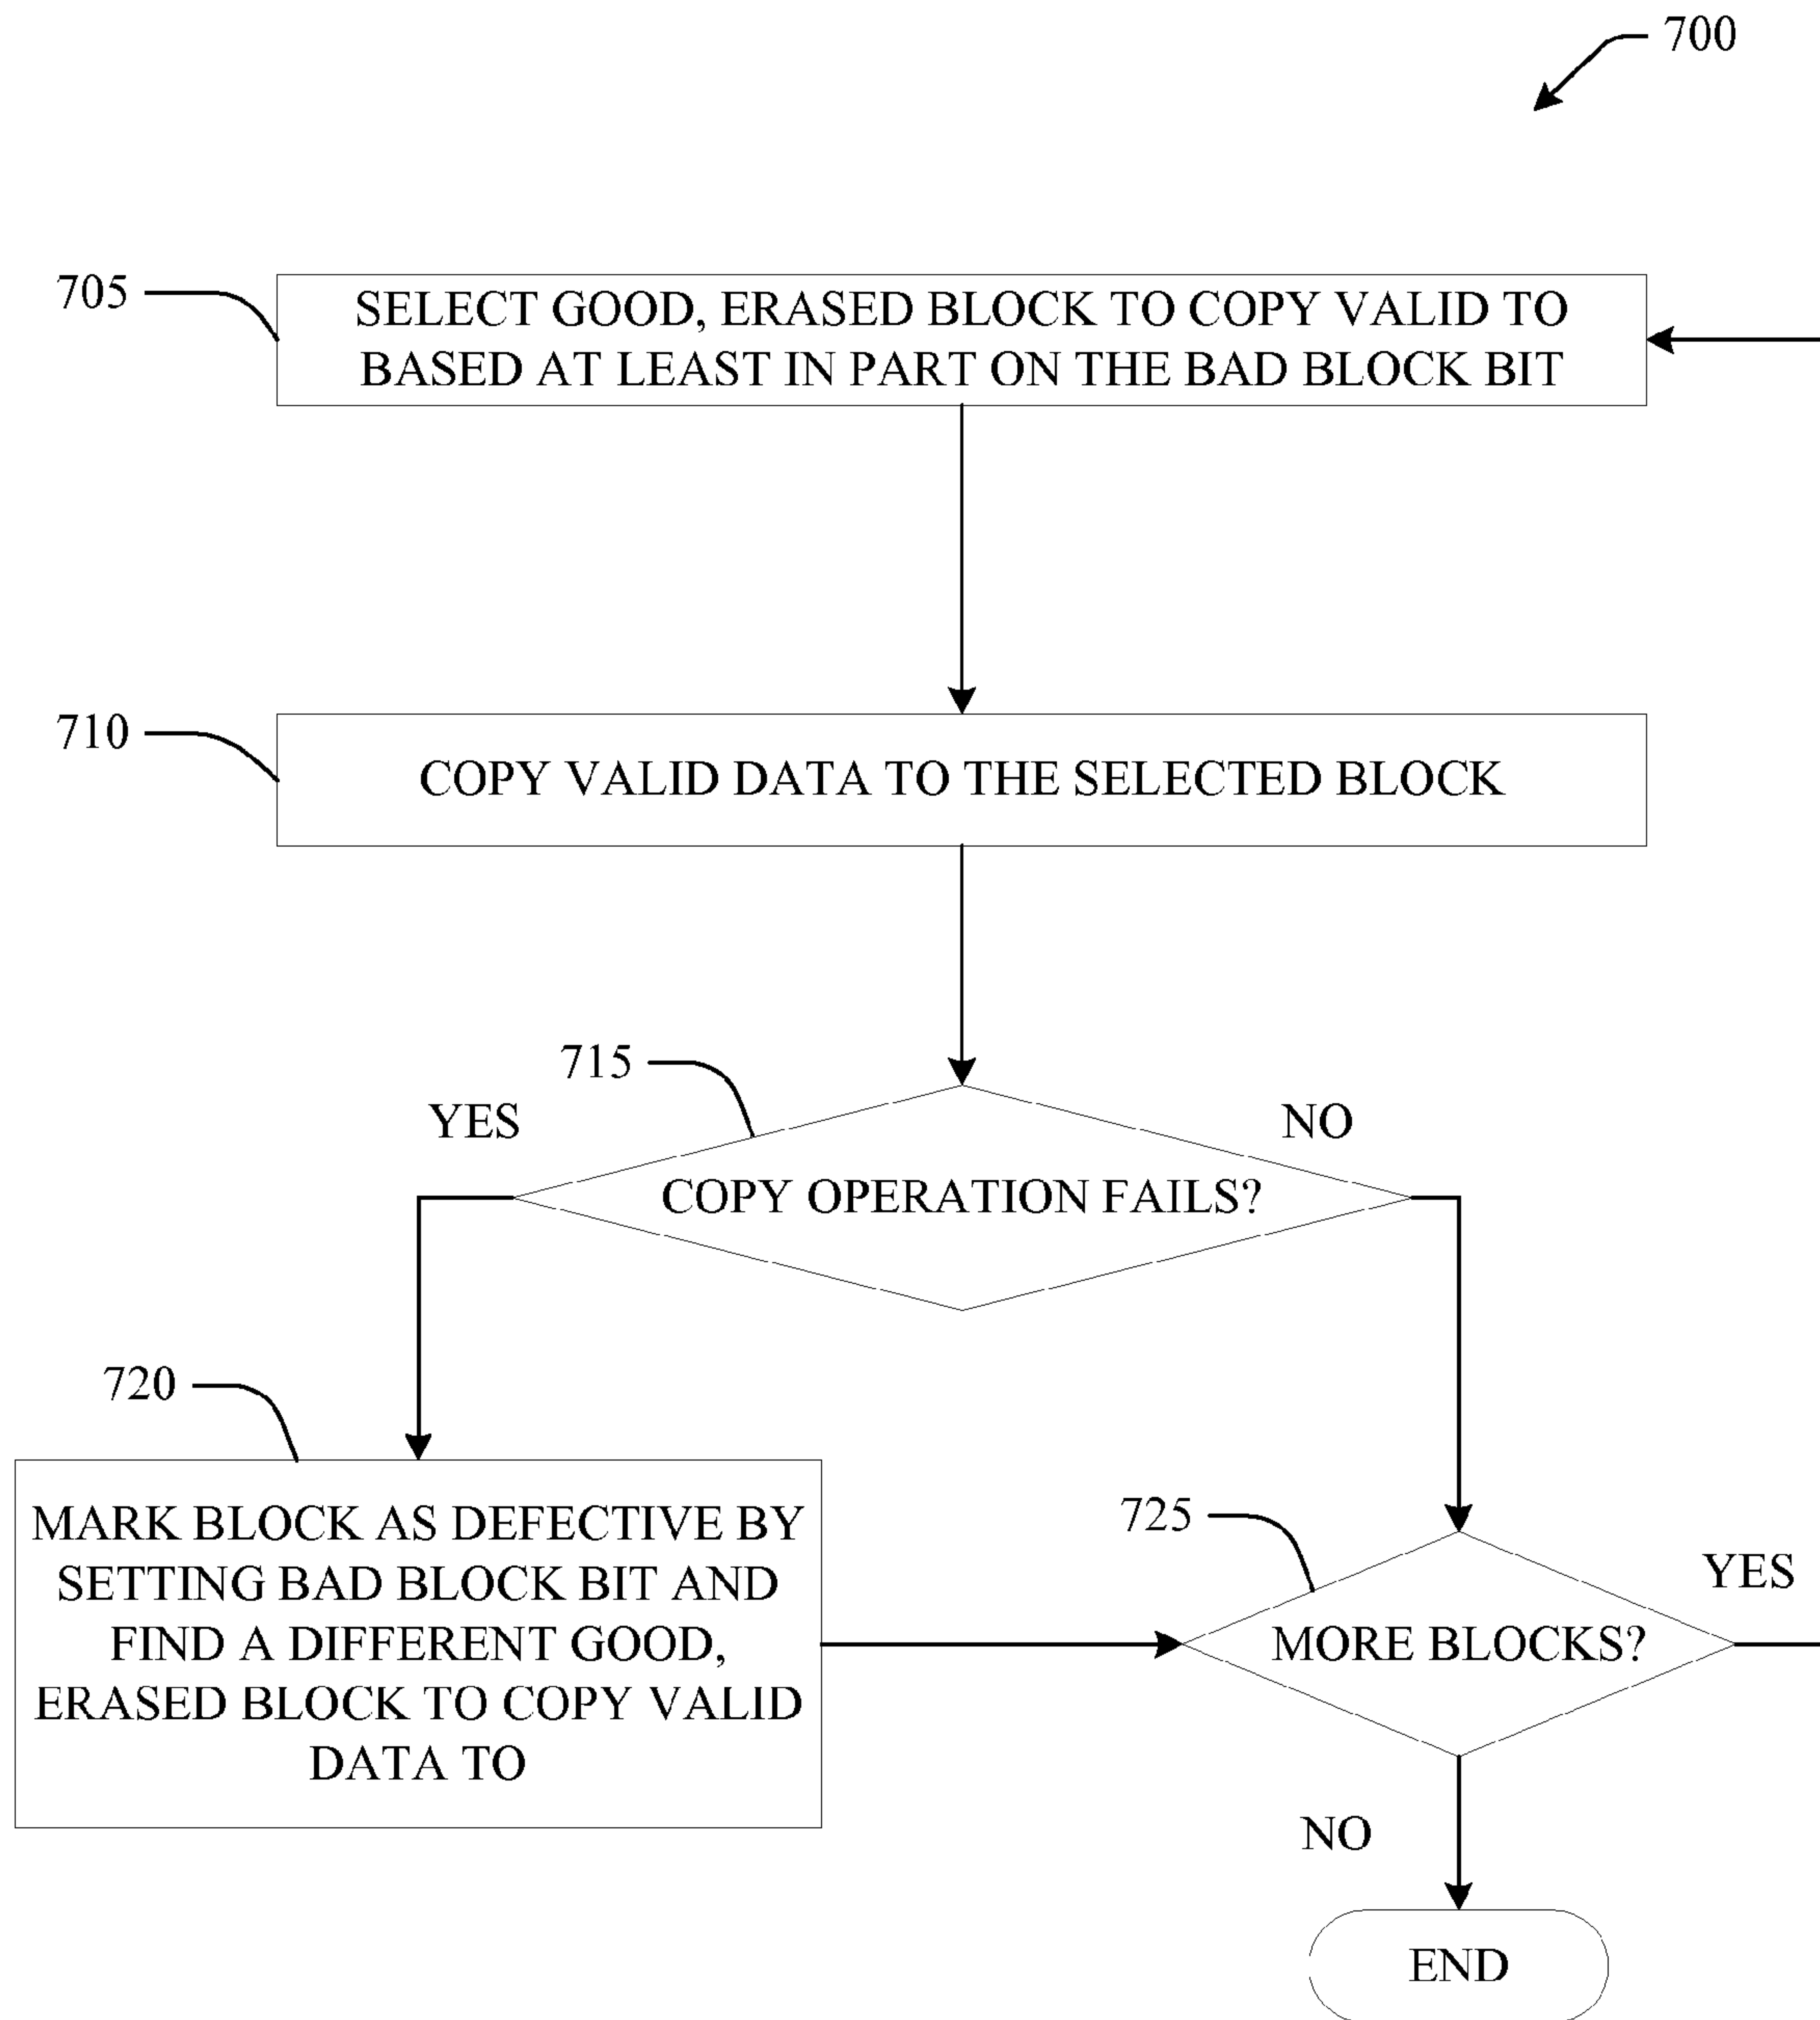 700
705
SELECT GOOD, ERASED BLOCK TO COPY VALID TO
BASED AT LEAST IN PART ON THE BAD BLOCK BIT
710
COPY VALID DATA TO THE SELECTED BLOCK
715
YES
NO
COPY OPERATION FAILS?
720
MARK BLOCK AS DEFECTIVE BY
SETTING BAD BLOCK BIT AND
FIND A DIFFERENT GOOD,
ERASED BLOCK TO COPY VALID
DATA TO
725
YES
MORE BLOCKS?
NO
END